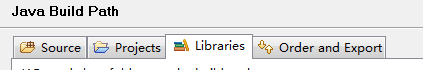 Java Build Path
Source Projects Libraries Order and Export